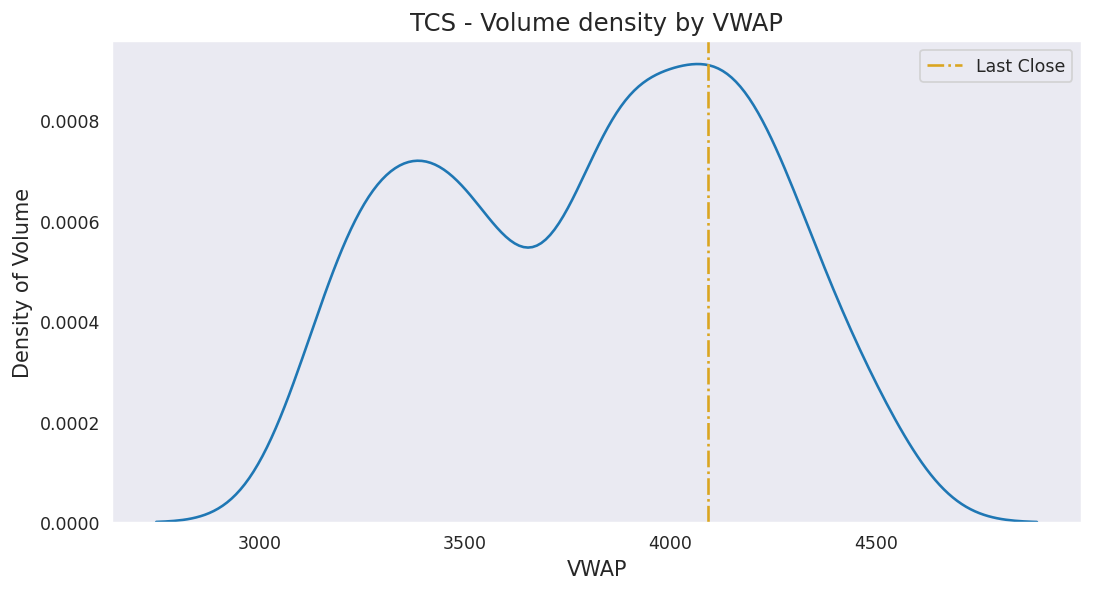 TCS - Volume density by VWAP
Last Close
Density of Volume
0.0008
0.0006
0.0004
0.0002
0.0000
3000
3500
4000
4500
VWAP